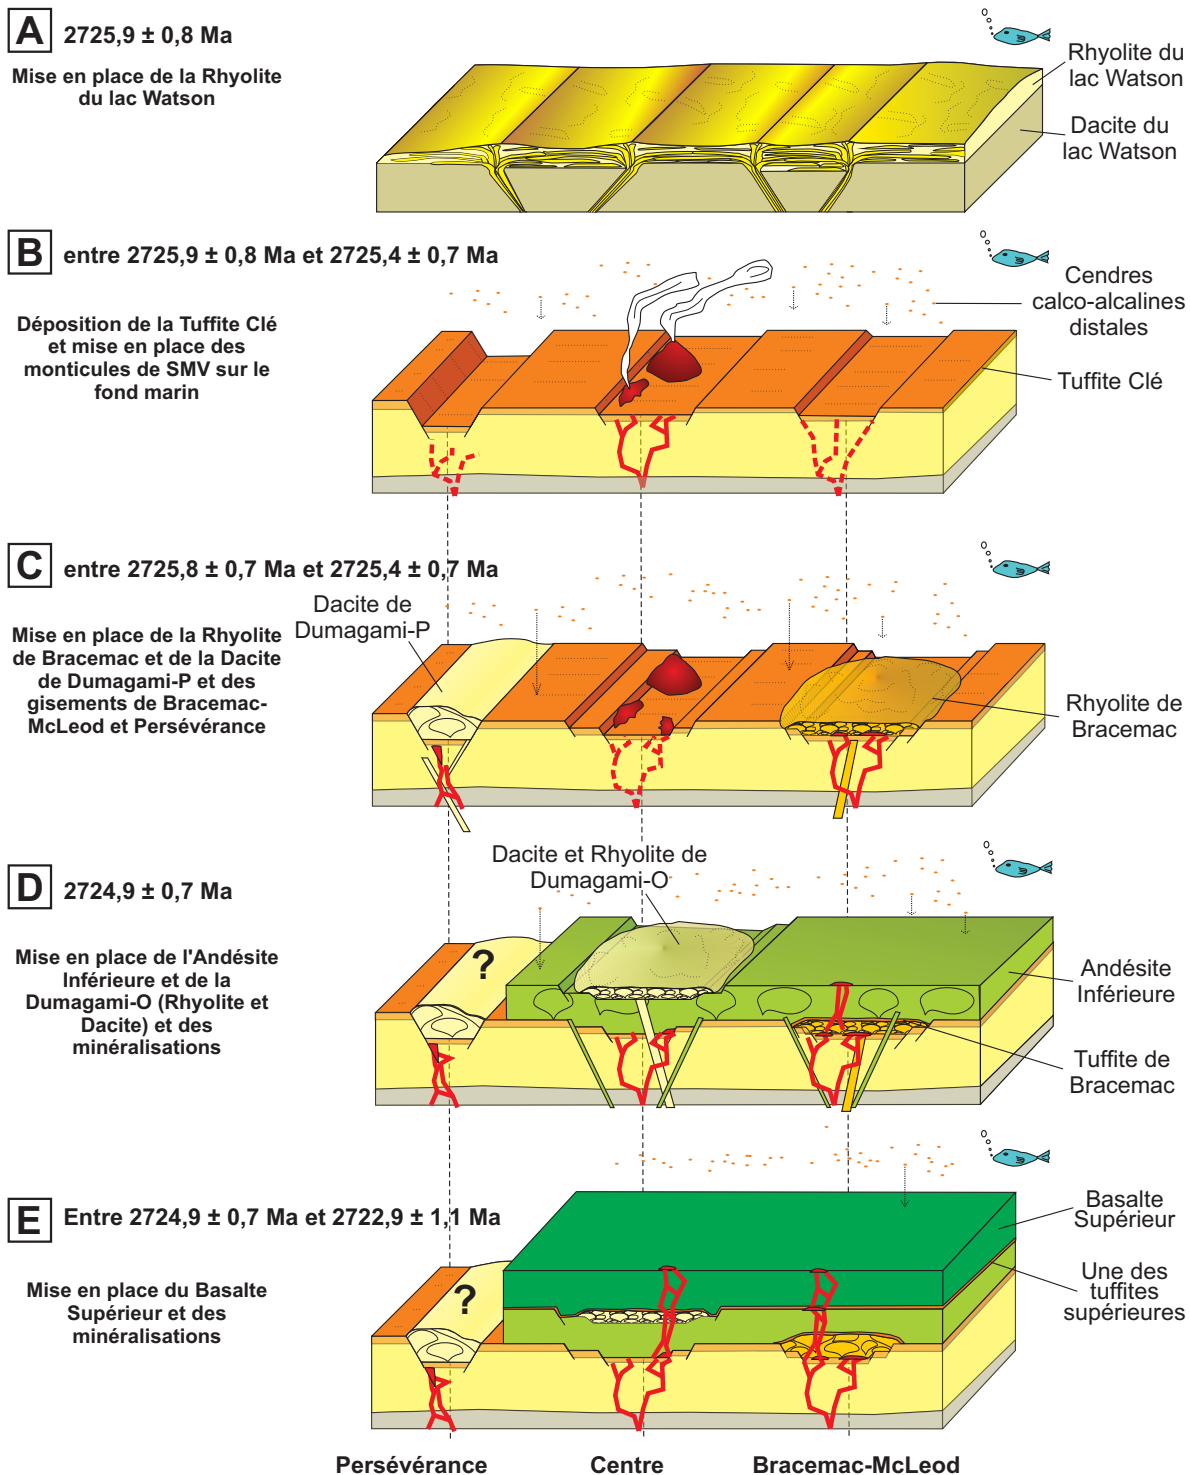 A 2725,9 ± 0,8 Ma
Mise en place de la Rhyolite
du lac Watson
Rhyolite du
lac Watson
Dacite du
lac Watson
B entre 2725,9 ± 0,8 Ma et 2725,4 ± 0,7 Ma
Déposition de la Tuffite Clé
et mise en place des
monticules de SMV sur le
fond marin
Cendres
calco-alcalines
distales
Tuffite Clé
C entre 2725,8 ± 0,7 Ma et 2725,4 ± 0,7 Ma
Mise en place de la Rhyolite
de Bracemac et de la Dacite
de Dumagami-P et des
gisements de Bracemac-
McLeod et Persévérance
Dacite de
Dumagami-P
Rhyolite de
Bracemac
D 2724,9 ± 0,7 Ma
Mise en place de l'Andésite
Inférieure et de la
Dumagami-O (Rhyolite et
Dacite) et des
minéralisations
Dacite et Rhyolite de
Dumagami-O
?
Andésite
Inférieure
Tuffite de
Bracemac
E Entre 2724,9 ± 0,7 Ma et 2722,9 ± 1,1 Ma
Mise en place du Basalte
Supérieur et des
minéralisations
?
Basalte
Supérieur
Une des
tuffites
supérieures
Persévérance Centre Bracemac-McLeod